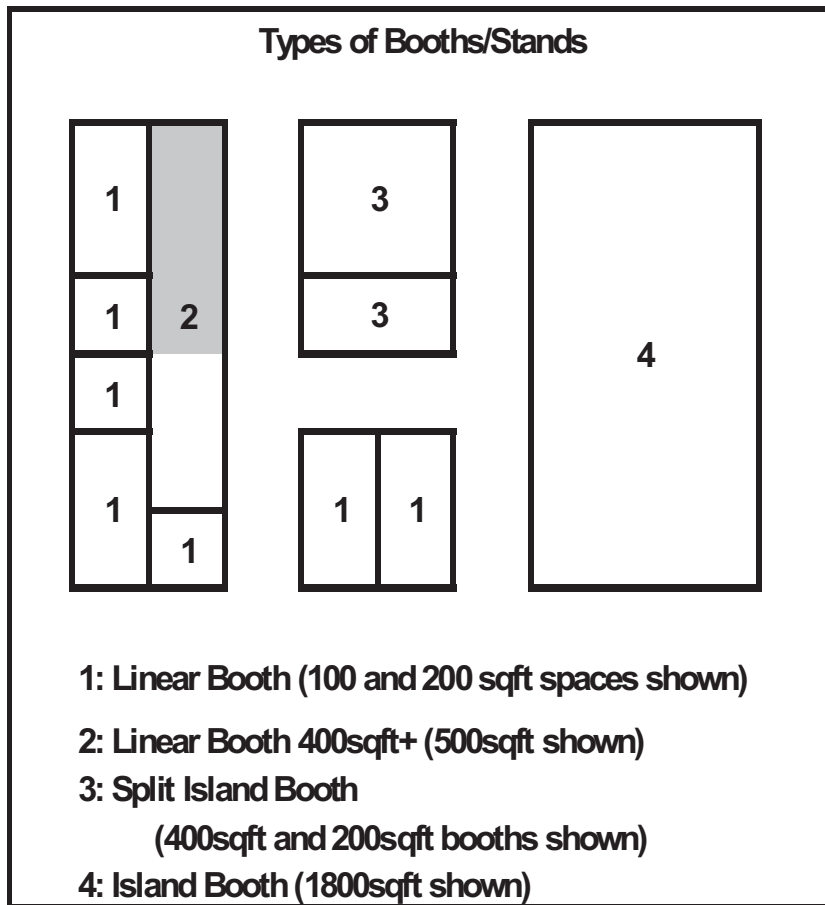 Types of Booths/Stands
1
3
1
2
3
1
4
1
1
1
1
1: Linear Booth (100 and 200 sqft spaces shown)
2: Linear Booth 400sqft+ (500sqft shown)
3: Split Island Booth
(400sqft and 200sqft booths shown)
4: Island Booth (1800sqft shown)